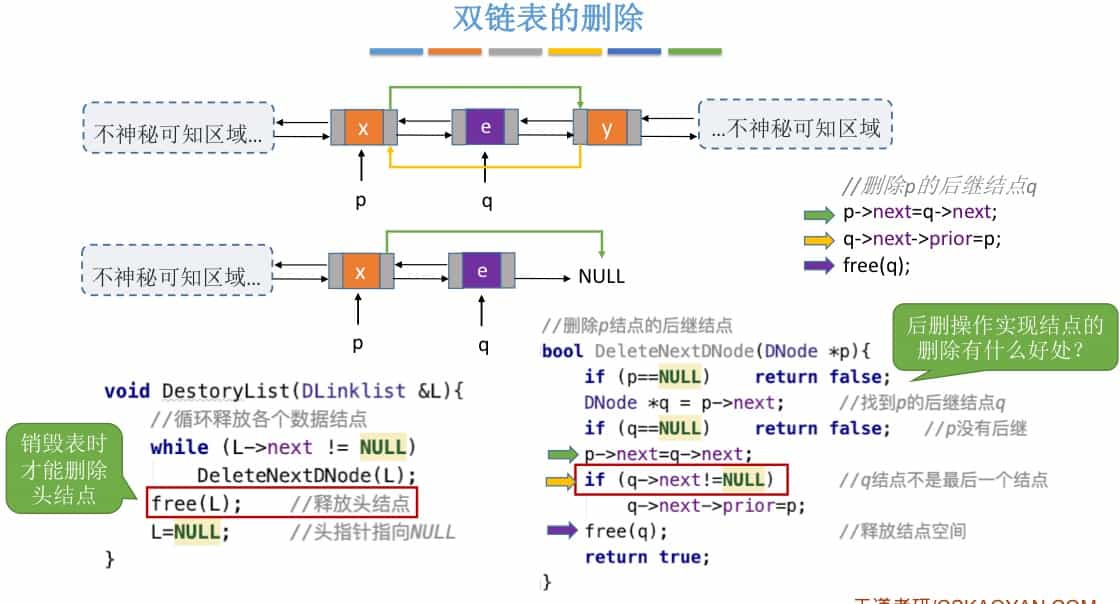 双链表的删除
不神秘可知区域...
x
e
y
...不神秘可知区域
p
q
//删除p的后继结点q
p->next=q->next;
q->next->prior=p;
free(q);
不神秘可知区域...
x
e
NULL
p
q
void DestoryList(DLinklist &L){
//循环释放各个数据结点
while (L->next != NULL)
DeleteNextDNode(L);
free(L); //释放头结点
L=NULL; //头指针指向NULL
}
销毁表时
才能删除
头结点
//删除p结点的后继结点
bool DeleteNextDNode(DNode *p){
if (p==NULL) return false;
DNode *q = p->next; //找到p的后继结点q
if (q==NULL) return false; //p没有后继
p->next=q->next;
if (q->next!=NULL) //q结点不是最后一个结点
q->next->prior=p;
free(q); //释放结点空间
return true;
}
后删操作实现结点的
删除有什么好处?